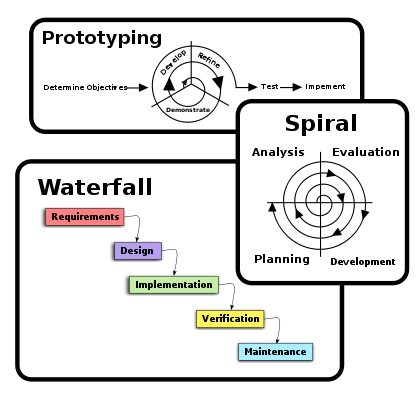 Prototyping
Develop
Refine
Demonstrate
Determine Objectives
Test
Impement
Spiral
Analysis
Evaluation
Planning
Development
Waterfall
Requirements
Design
Implementation
Verification
Maintenance